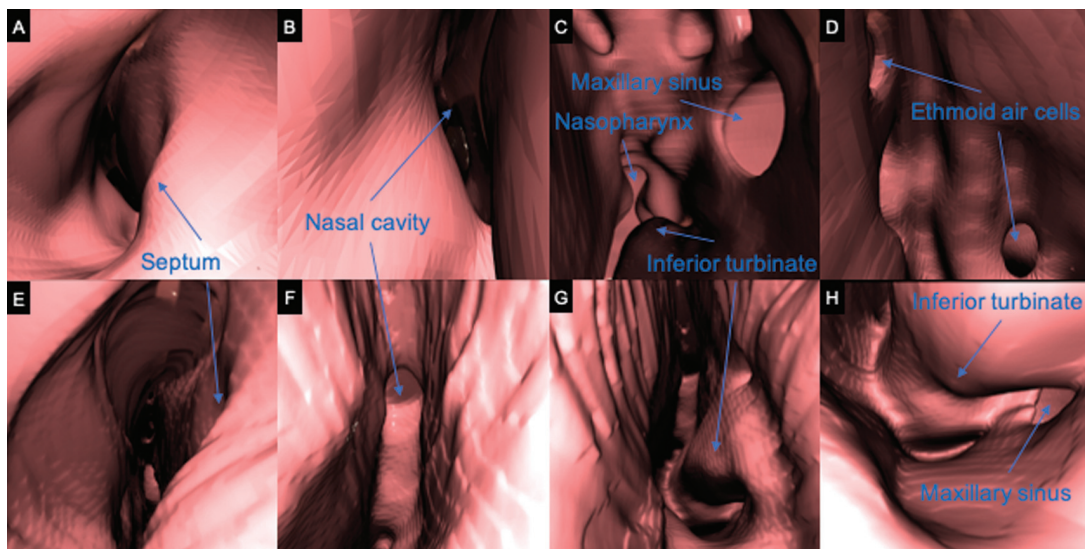 A
B
C
D
Maxillary sinus
Nasopharynx
Ethmoid air cells
Nasal cavity
Septum
Inferior turbinate
E
F
G
H
Inferior turbinate
Maxillary sinus